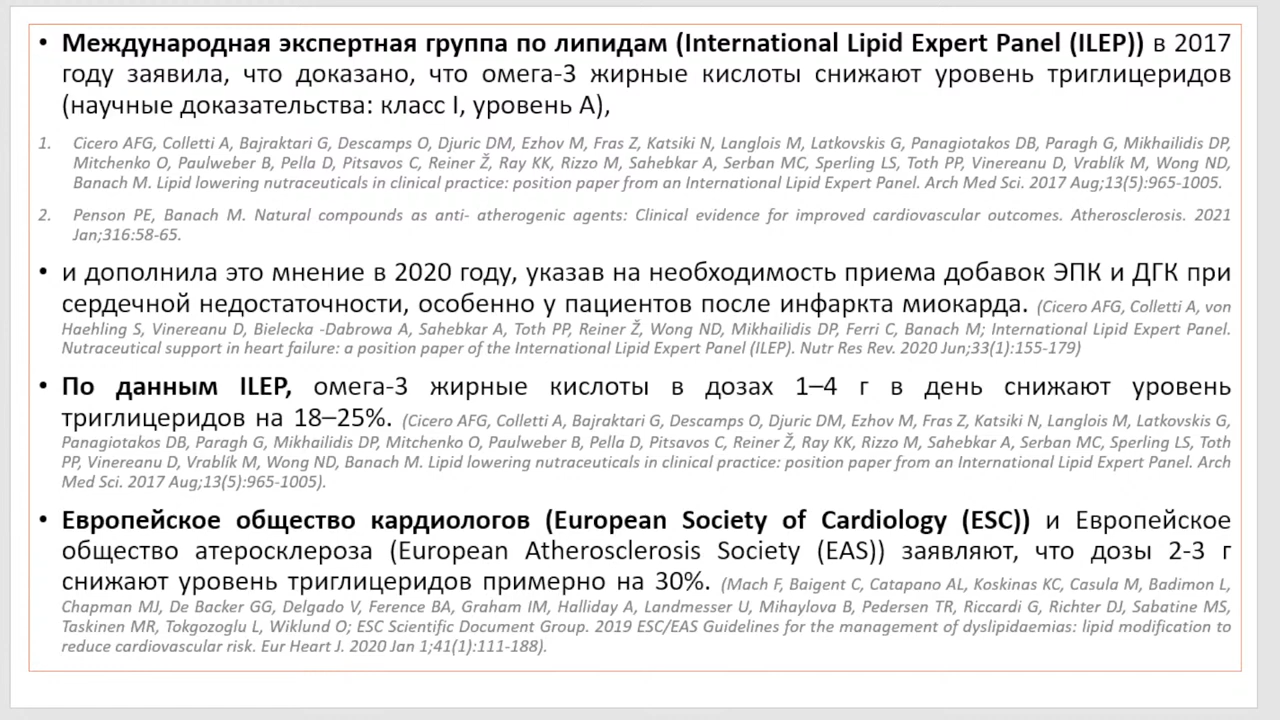 • Международная экспертная группа по липидам (International Lipid Expert Panel (ILEP)) в 2017
году заявила, что доказано, что омега-3 жирные кислоты снижают уровень триглицеридов
(научные доказательства: класс I, уровень А),
1. Cicero AFG, Colletti A, Bajraktari G, Descamps O, Djuric DM, Ezhov M, Fras Z, Katsiki N, Langlois M, Latkovskis G, Panagiotakos DB, Paragh G, Mikhailidis DP,
Mitchenko O, Paulweber B, Pella D, Pitsavos C, Reiner Ž, Ray KK, Rizzo M, Sahebkar A, Serban MC, Sperling LS, Toth PP, Vinereanu D, Vrablík M, Wong ND,
Banach M. Lipid lowering nutraceuticals in clinical practice: position paper from an International Lipid Expert Panel. Arch Med Sci. 2017 Aug;13(5):965-1005.
2. Penson PE, Banach M. Natural compounds as anti- atherogenic agents: Clinical evidence for improved cardiovascular outcomes. Atherosclerosis. 2021
Jan;316:58-65.
• и дополнила это мнение в 2020 году, указав на необходимость приема добавок ЭПК и ДГК при
сердечной недостаточности, особенно у пациентов после инфаркта миокарда. (Cicero AFG, Colletti A, von
Haehling S, Vinereanu D, Bielecka -Dabrowa A, Sahebkar A, Toth PP, Reiner Ž, Wong ND, Mikhailidis DP, Ferri C, Banach M; International Lipid Expert Panel.
Nutraceutical support in heart failure: a position paper of the International Lipid Expert Panel (ILEP). Nutr Res Rev. 2020 Jun;33(1):155-179)
• По данным ILEP, омега-3 жирные кислоты в дозах 1–4 г в день снижают уровень
триглицеридов на 18–25%. (Cicero AFG, Colletti A, Bajraktari G, Descamps O, Djuric DM, Ezhov M, Fras Z, Katsiki N, Langlois M, Latkovskis G,
Panagiotakos DB, Paragh G, Mikhailidis DP, Mitchenko O, Paulweber B, Pella D, Pitsavos C, Reiner Ž, Ray KK, Rizzo M, Sahebkar A, Serban MC, Sperling LS, Toth
PP, Vinereanu D, Vrablík M, Wong ND, Banach M. Lipid lowering nutraceuticals in clinical practice: position paper from an International Lipid Expert Panel. Arch
Med Sci. 2017 Aug;13(5):965-1005).
• Европейское общество кардиологов (European Society of Cardiology (ESC)) и Европейское
общество атеросклероза (European Atherosclerosis Society (EAS)) заявляют, что дозы 2-3 г
снижают уровень триглицеридов примерно на 30%. (Mach F, Baigent C, Catapano AL, Koskinas KC, Casula M, Badimon L,
Chapman MJ, De Backer GG, Delgado V, Ference BA, Graham IM, Halliday A, Landmesser U, Mihaylova B, Pedersen TR, Riccardi G, Richter DJ, Sabatine MS,
Taskinen MR, Tokgozoglu L, Wiklund O; ESC Scientific Document Group. 2019 ESC/EAS Guidelines for the management of dyslipidaemias: lipid modification to
reduce cardiovascular risk. Eur Heart J. 2020 Jan 1;41(1):111-188).